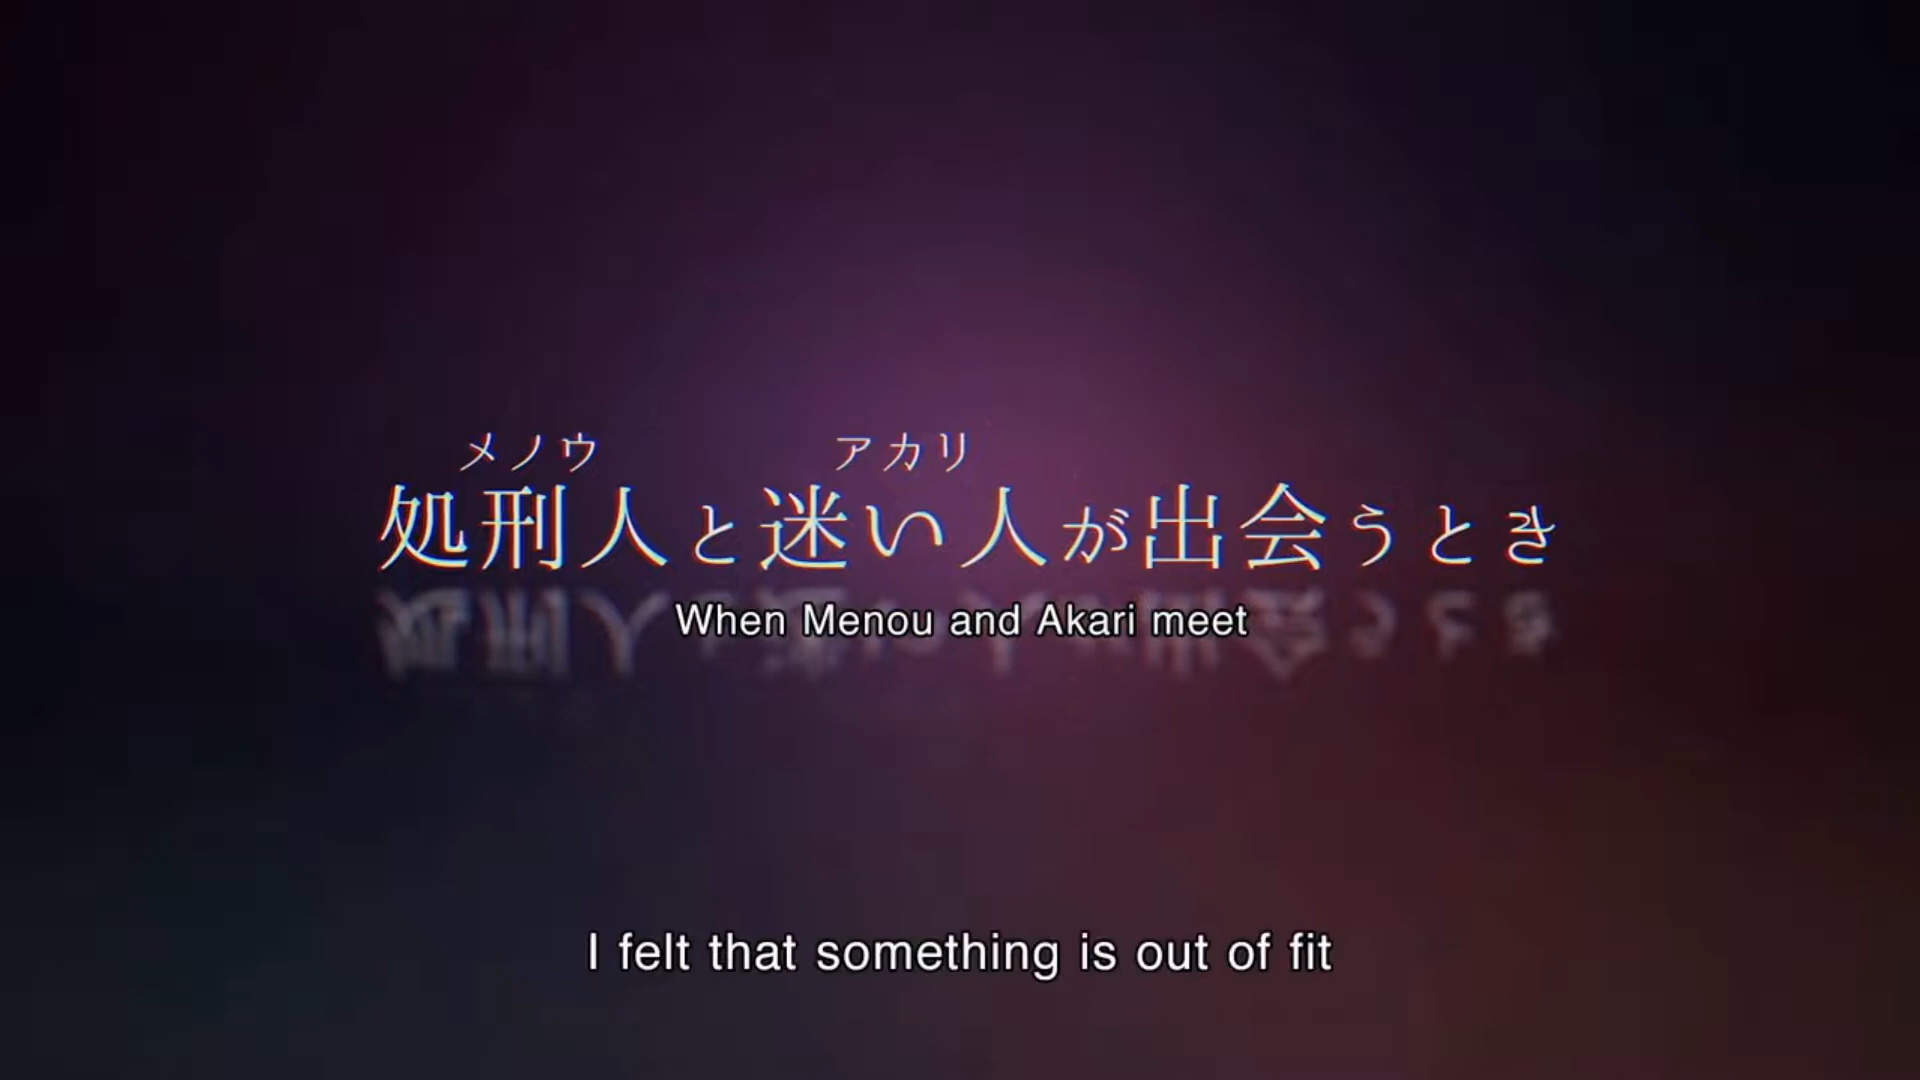 メノウ アカリ
処刑人と迷い人が出会うとき
When Menou and Akari meet
I felt that something is out of fit